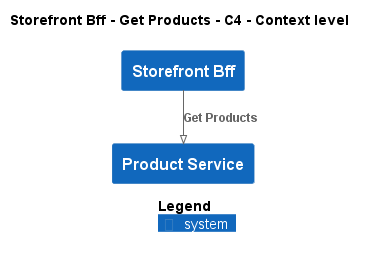 Storefront Bff - Get Products - C4 - Context level
Storefront Bff
Get Products
Product Service
Legend
system